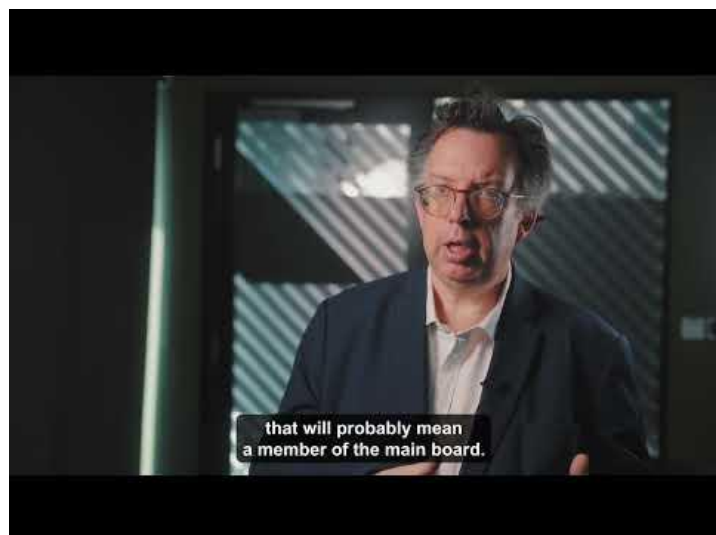 that will probably mean
a member of the main board.